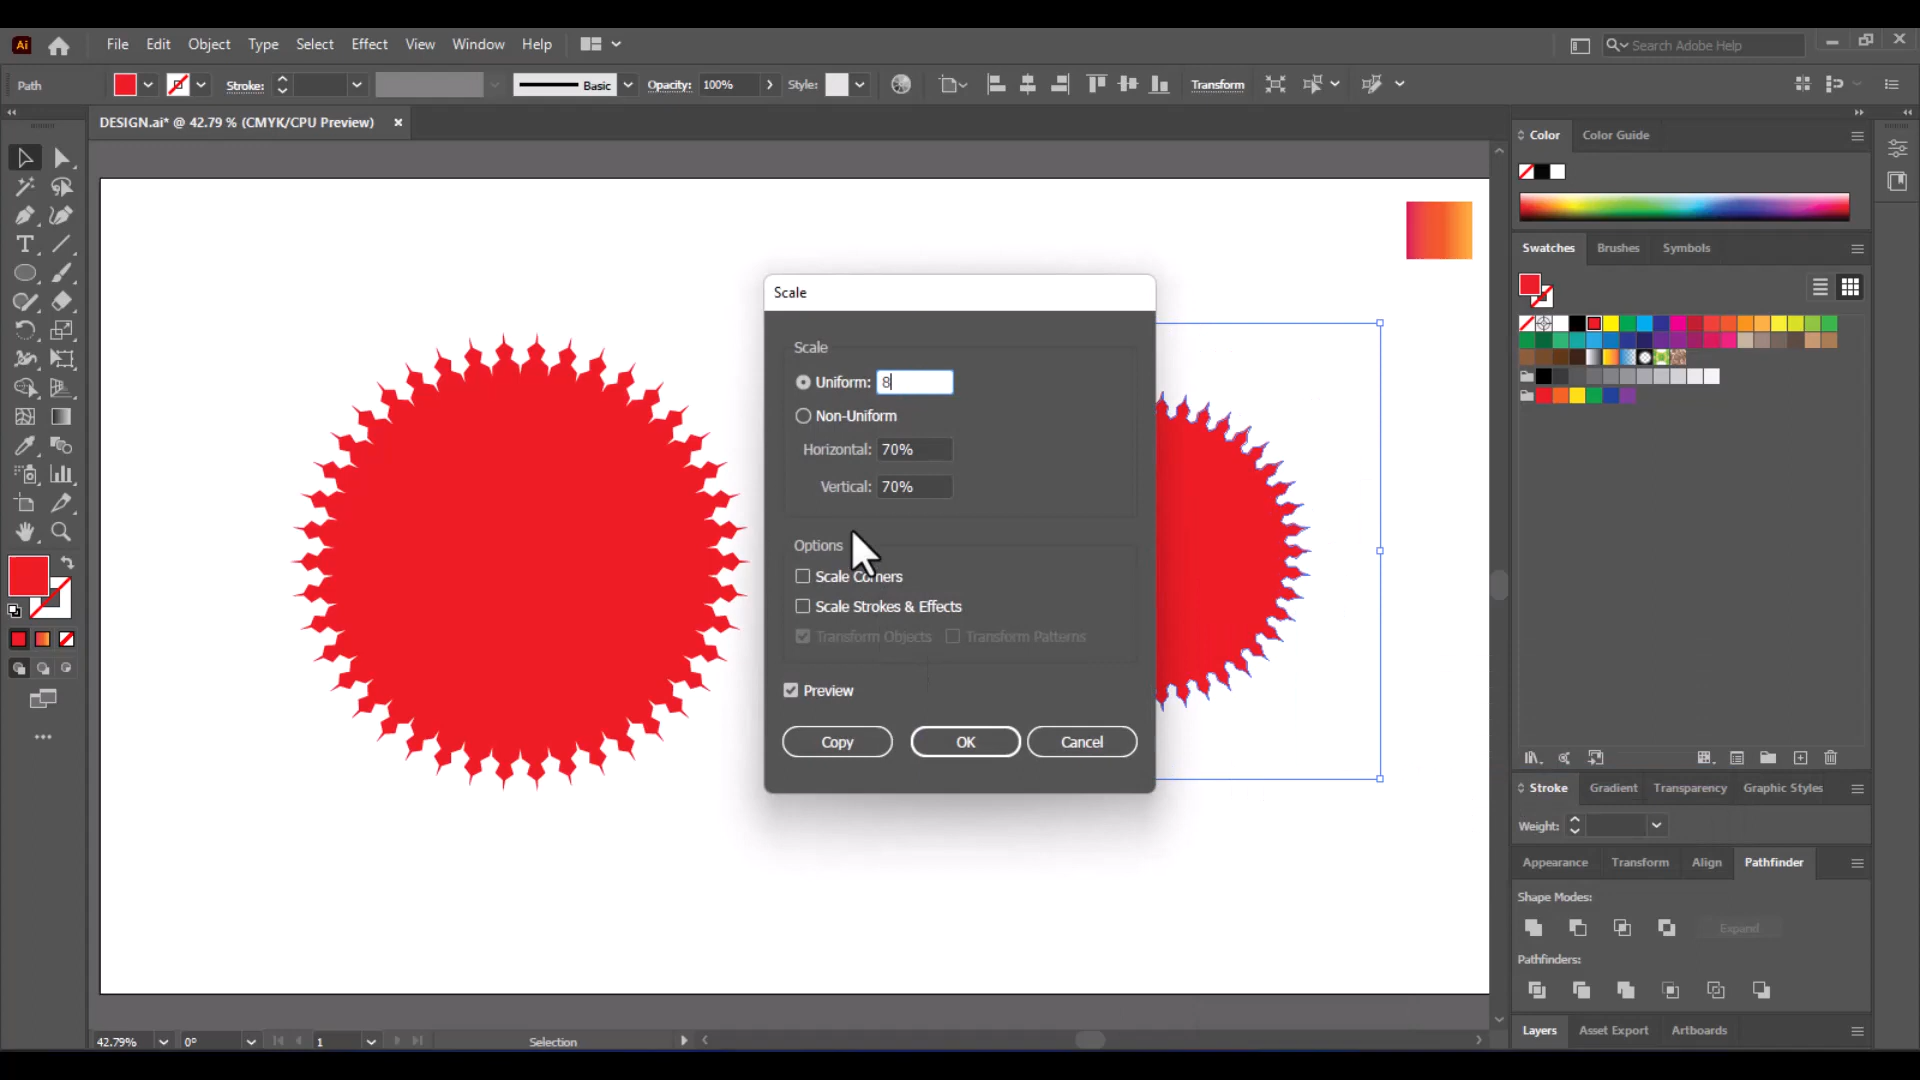 Ai File Edit Object Type Select Effect View Window Help Search Adobe Help
Path Stroke: Basic Opacity: 100% Style: Transform
DESIGN.ai* @ 42.79 % (CMYK/CPU Preview)
Color Color Guide
Swatches Brushes Symbols
Scale
Scale
Uniform: 8
Non-Uniform
Horizontal: 70%
Vertical: 70%
Options
Scale Corners
Scale Strokes & Effects
Transform Objects Transform Patterns
Preview
Copy OK Cancel
Stroke Gradient Transparency Graphic Styles
Weight:
Appearance Transform Align Pathfinder
Shape Modes:
Expand
Pathfinders:
Layers Asset Export Artboards
42.79% 0° 1 Selection